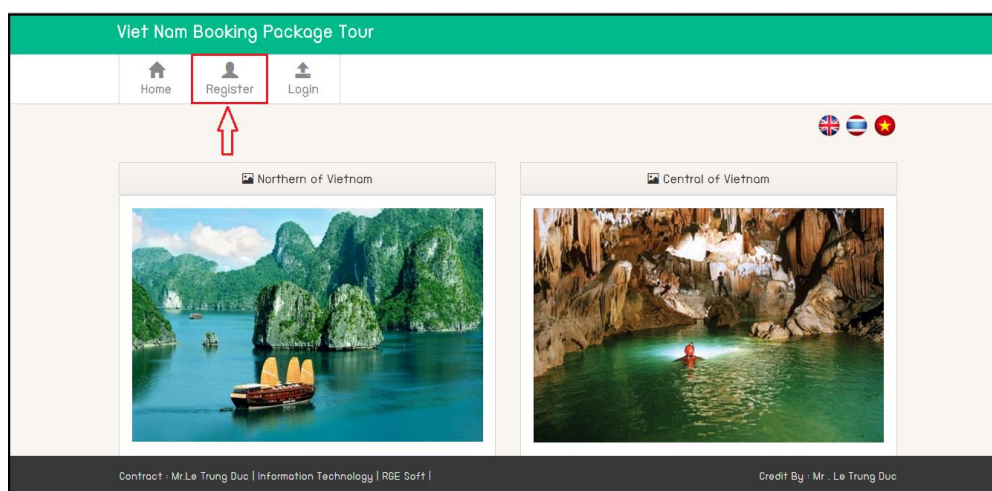 Viet Nam Booking Package Tour
Home Register Login
Northern of Vietnam
Central of Vietnam
Contract : Mr.Le Trung Duc | Information Technology | RGE Soft |
Credit By : Mr . Le Trung Duc